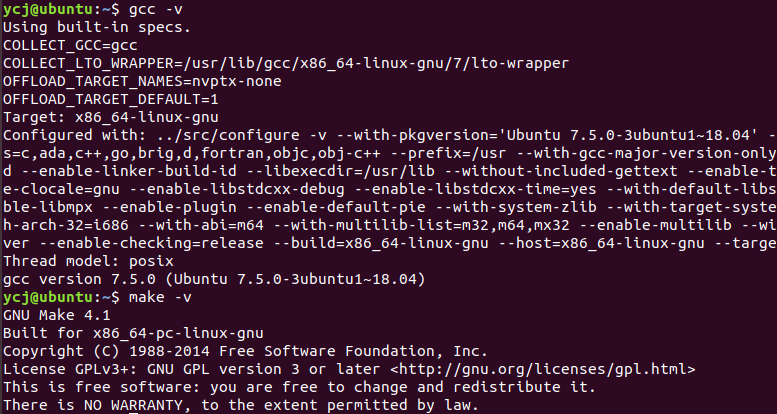 ycj@ubuntu:~$ gcc -v
Using built-in specs.
COLLECT_GCC=gcc
COLLECT_LTO_WRAPPER=/usr/lib/gcc/x86_64-linux-gnu/7/lto-wrapper
OFFLOAD_TARGET_NAMES=nvptx-none
OFFLOAD_TARGET_DEFAULT=1
Target: x86_64-linux-gnu
Configured with: ../src/configure -v --with-pkgversion='Ubuntu 7.5.0-3ubuntu1~18.04' -
s=c,ada,c++,go,brig,d,fortran,objc,obj-c++ --prefix=/usr --with-gcc-major-version-only
d --enable-linker-build-id --libexecdir=/usr/lib --without-included-gettext --enable-t
e-clocale=gnu --enable-libstdcxx-debug --enable-libstdcxx-time=yes --with-default-libs
ble-libmpx --enable-plugin --enable-default-pie --with-system-zlib --with-target-syste
h-arch-32=i686 --with-abi=m64 --with-multilib-list=m32,m64,mx32 --enable-multilib --wi
ver --enable-checking=release --build=x86_64-linux-gnu --host=x86_64-linux-gnu --targe
Thread model: posix
gcc version 7.5.0 (Ubuntu 7.5.0-3ubuntu1~18.04)
ycj@ubuntu:~$ make -v
GNU Make 4.1
Built for x86_64-pc-linux-gnu
Copyright (C) 1988-2014 Free Software Foundation, Inc.
License GPLv3+: GNU GPL version 3 or later <http://gnu.org/licenses/gpl.html>
This is free software: you are free to change and redistribute it.
There is NO WARRANTY, to the extent permitted by law.